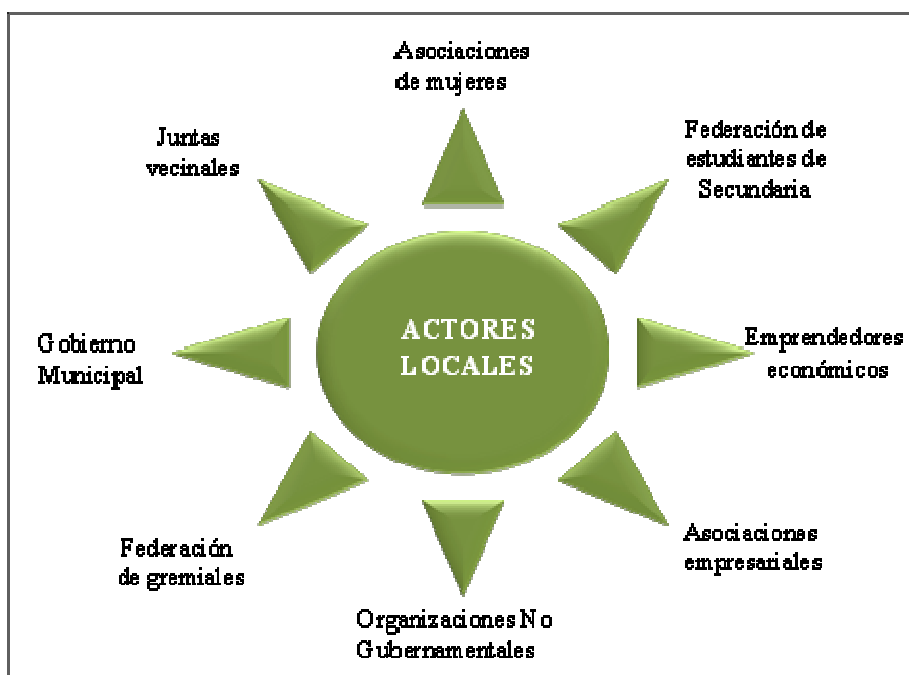 Asociaciones
de mujeres
Federación de
estudiantes de
Secundaria
Juntas
vecinales
ACTORES
LOCALES
Gobierno
Municipal
Emprendedores
económicos
Federación
de gremiales
Asociaciones
empresariales
Organizaciones No
Gubernamentales